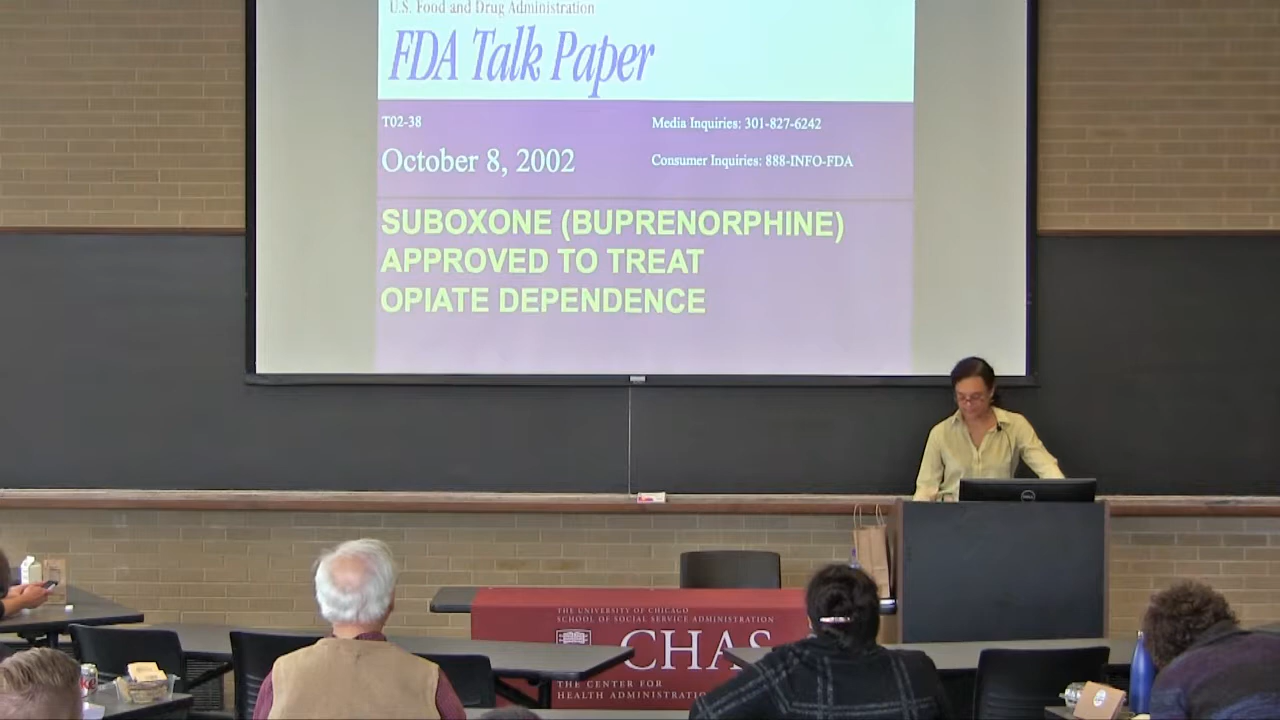 U.S. Food and Drug Administration
FDA Talk Paper
T02-38
Media Inquiries: 301-827-6242
October 8, 2002
Consumer Inquiries: 888-INFO-FDA
SUBOXONE (BUPRENORPHINE)
APPROVED TO TREAT
OPIATE DEPENDENCE
THE UNIVERSITY OF CHICAGO
SCHOOL OF SOCIAL SERVICE ADMINISTRATION
CHAS
THE CENTER FOR
HEALTH ADMINISTRATIO
DELL